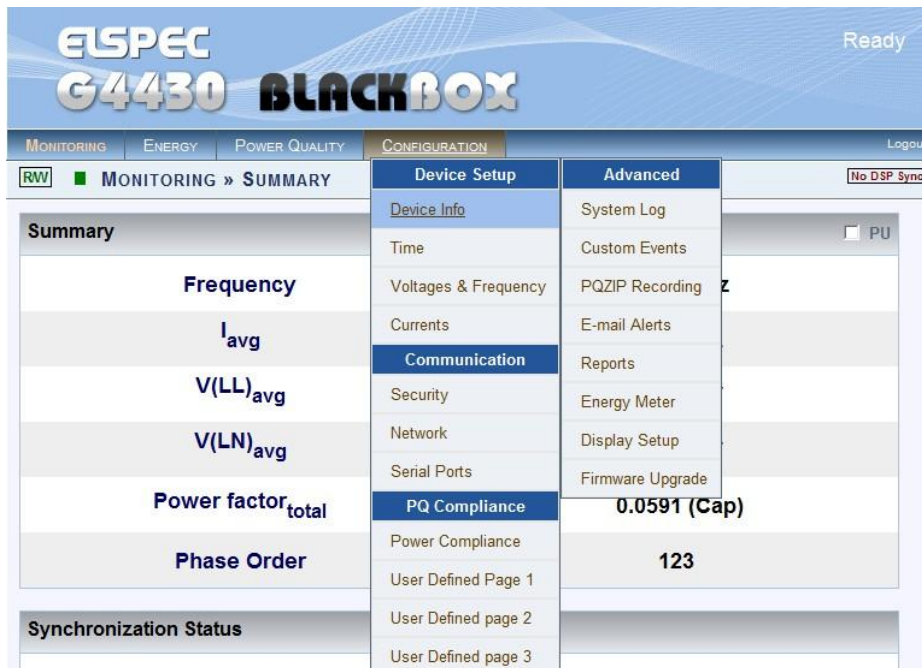 ELSPEC
G4430 BLACKBOX
Ready
MONITORING
ENERGY
POWER QUALITY
CONFIGURATION
Logou
RW
MONITORING » SUMMARY
No DSP Sync
Device Setup
Device Info
Time
Voltages & Frequency
Currents
Communication
Security
Network
Serial Ports
PQ Compliance
Power Compliance
User Defined Page 1
User Defined page 2
User Defined page 3
Advanced
System Log
Custom Events
PQZIP Recording
E-mail Alerts
Reports
Energy Meter
Display Setup
Firmware Upgrade
Summary
PU
Frequency
z
Iavg
V(LL)avg
V(LN)avg
Power factortotal
0.0591 (Cap)
Phase Order
123
Synchronization Status